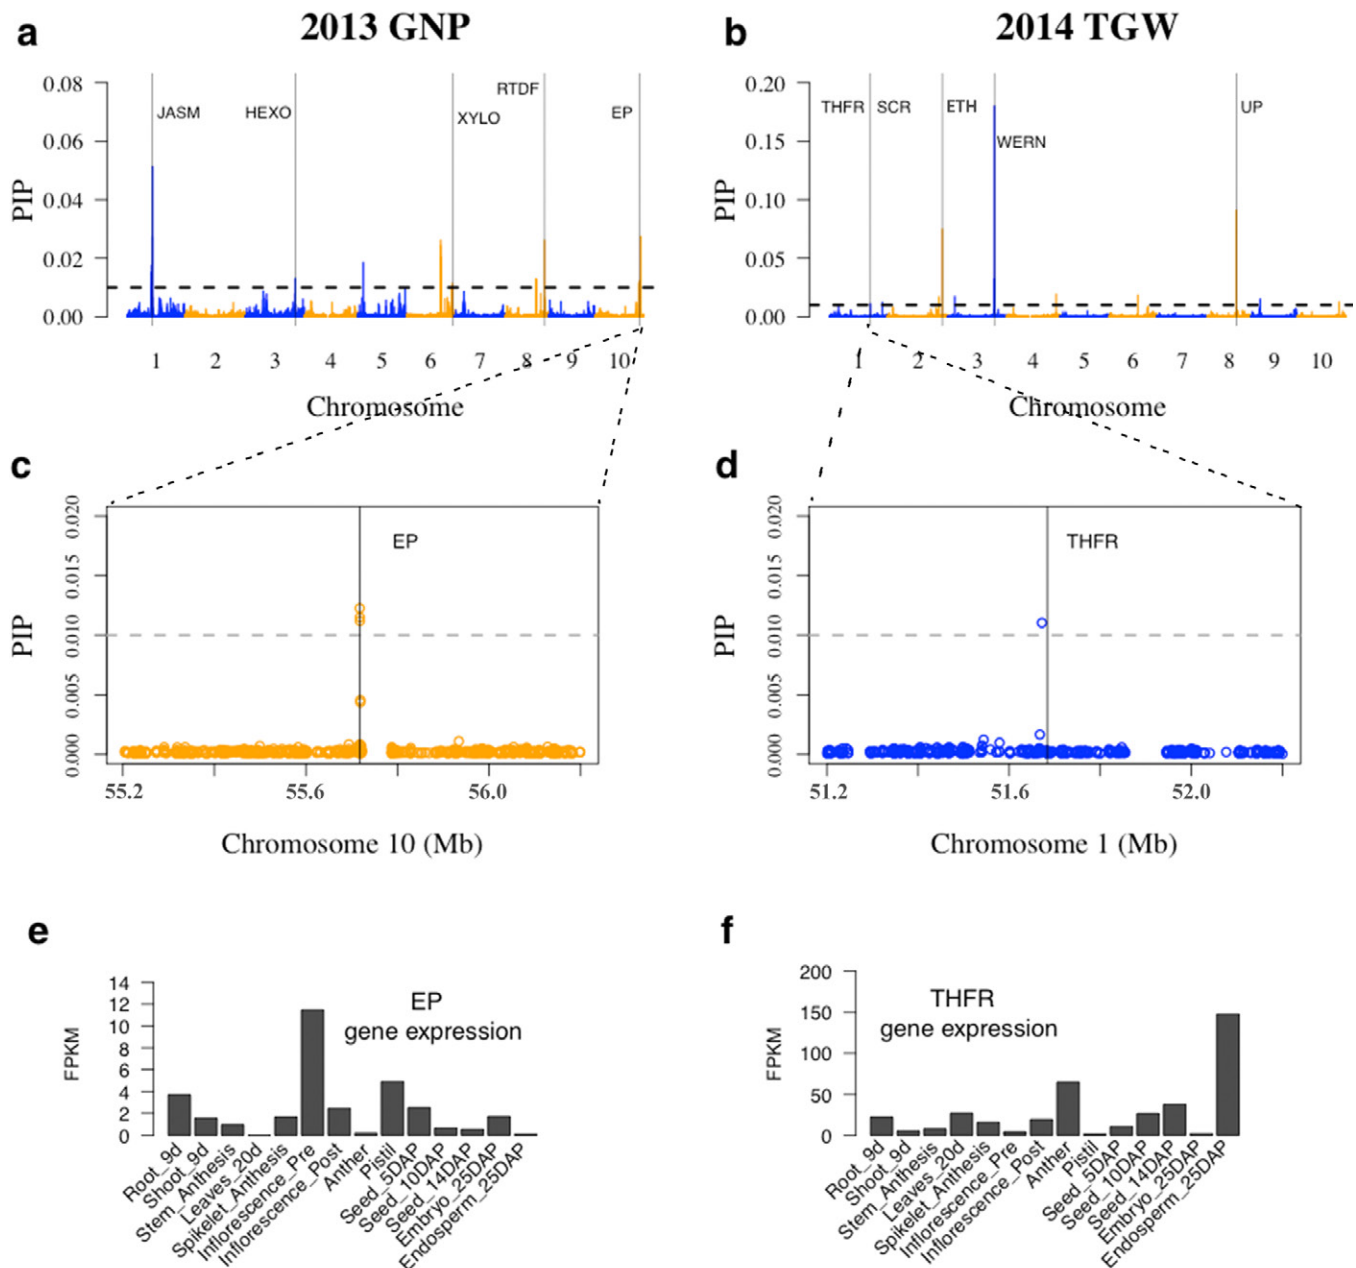 a
2013 GNP
b
2014 TGW
0.08
0.06
0.04
0.02
0.00
PIP
JASM
HEXO
XYLO
RTDF
EP
1 2 3 4 5 6 7 8 9 10
Chromosome
0.20
0.15
0.10
0.05
0.00
PIP
THFR
SCR
ETH
WERN
UP
1 2 3 4 5 6 7 8 9 10
Chromosome
c
0.020
0.015
0.010
0.005
0.000
PIP
EP
55.2 55.6 56.0
Chromosome 10 (Mb)
d
0.020
0.015
0.010
0.005
0.000
PIP
THFR
51.2 51.6 52.0
Chromosome 1 (Mb)
e
14
12
10
8
6
4
2
0
FPKM
EP
gene expression
Root_9d
Shoot_9d
Stem_Anthesis
Leaves_20d
Spikelet_Anthesis
Inflorescence_Pre
Inflorescence_Post
Anther
Pistil
Seed_5DAP
Seed_10DAP
Seed_14DAP
Embryo_25DAP
Endosperm_25DAP
f
200
150
100
50
0
FPKM
THFR
gene expression
Root_9d
Shoot_9d
Stem_Anthesis
Leaves_20d
Spikelet_Anthesis
Inflorescence_Pre
Inflorescence_Post
Anther
Pistil
Seed_5DAP
Seed_10DAP
Seed_14DAP
Embryo_25DAP
Endosperm_25DAP